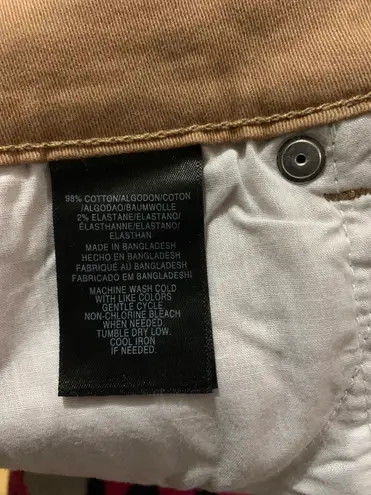 98% COTTON/ALGODON/COTON
/ALGODAO/BAUMWOLLE
2% ELASTANE/ELASTANO/
ÉLASTHANNE/ELASTANO/
ELASTHAN
MADE IN BANGLADESH
HECHO EN BANGLADESH
FABRIQUÉ AU BANGLADESH
FABRICADO EM BANGLADESHI
MACHINE WASH COLD
WITH LIKE COLORS
GENTLE CYCLE
NON-CHLORINE BLEACH
WHEN NEEDED.
TUMBLE DRY LOW.
COOL IRON
IF NEEDED.